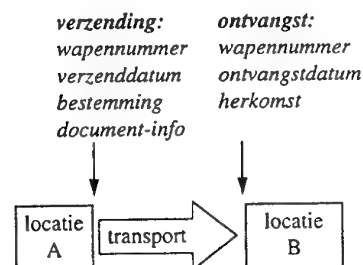 verzending:
wapennummer
verzenddatum
bestemming
document-info
ontvangst:
wapennummer
ontvangstdatum
herkomst
locatie
A
transport
locatie
B